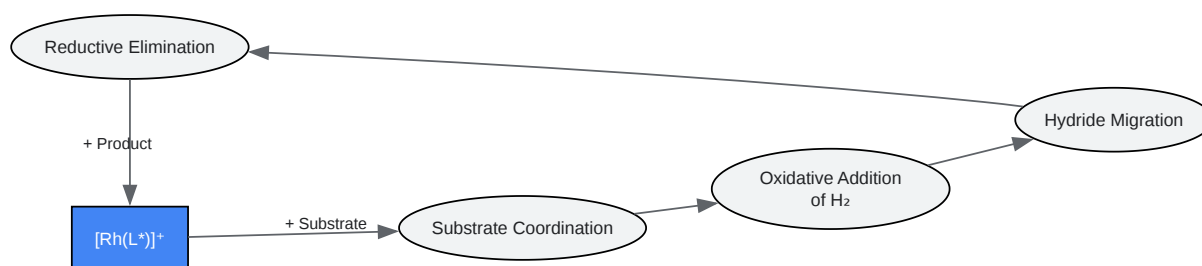 Reductive Elimination
Hydride Migration
+ Product
Oxidative Addition
of H₂
+ Substrate
Substrate Coordination
[Rh(L*)]⁺